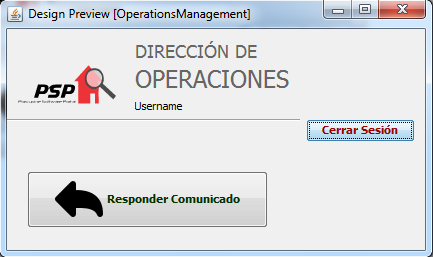 Design Preview [OperationsManagement]
DIRECCIÓN DE
OPERACIONES
PSP
Username
Cerrar Sesión
Responder Comunicado